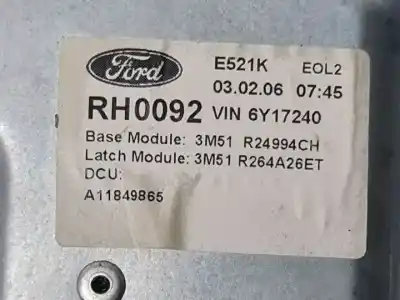 Ford E521K EOL2
03.02.06 07:45
RH0092 VIN 6Y17240
Base Module: 3M51 R24994CH
Latch Module: 3M51 R264A26ET
DCU:
A11849865